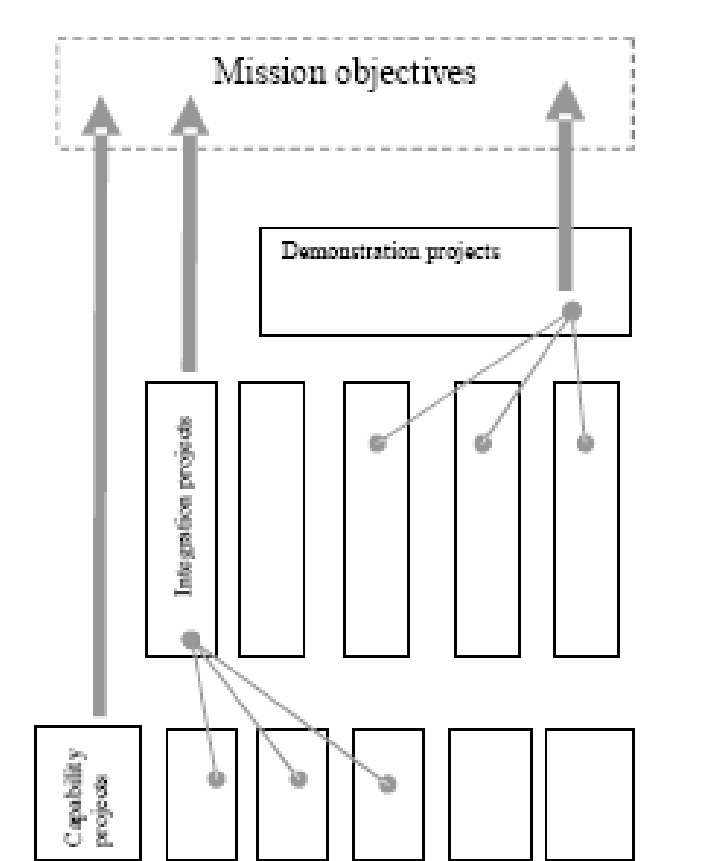 Mission objectives
Demonstration projects
Integration projects
Capability
projects